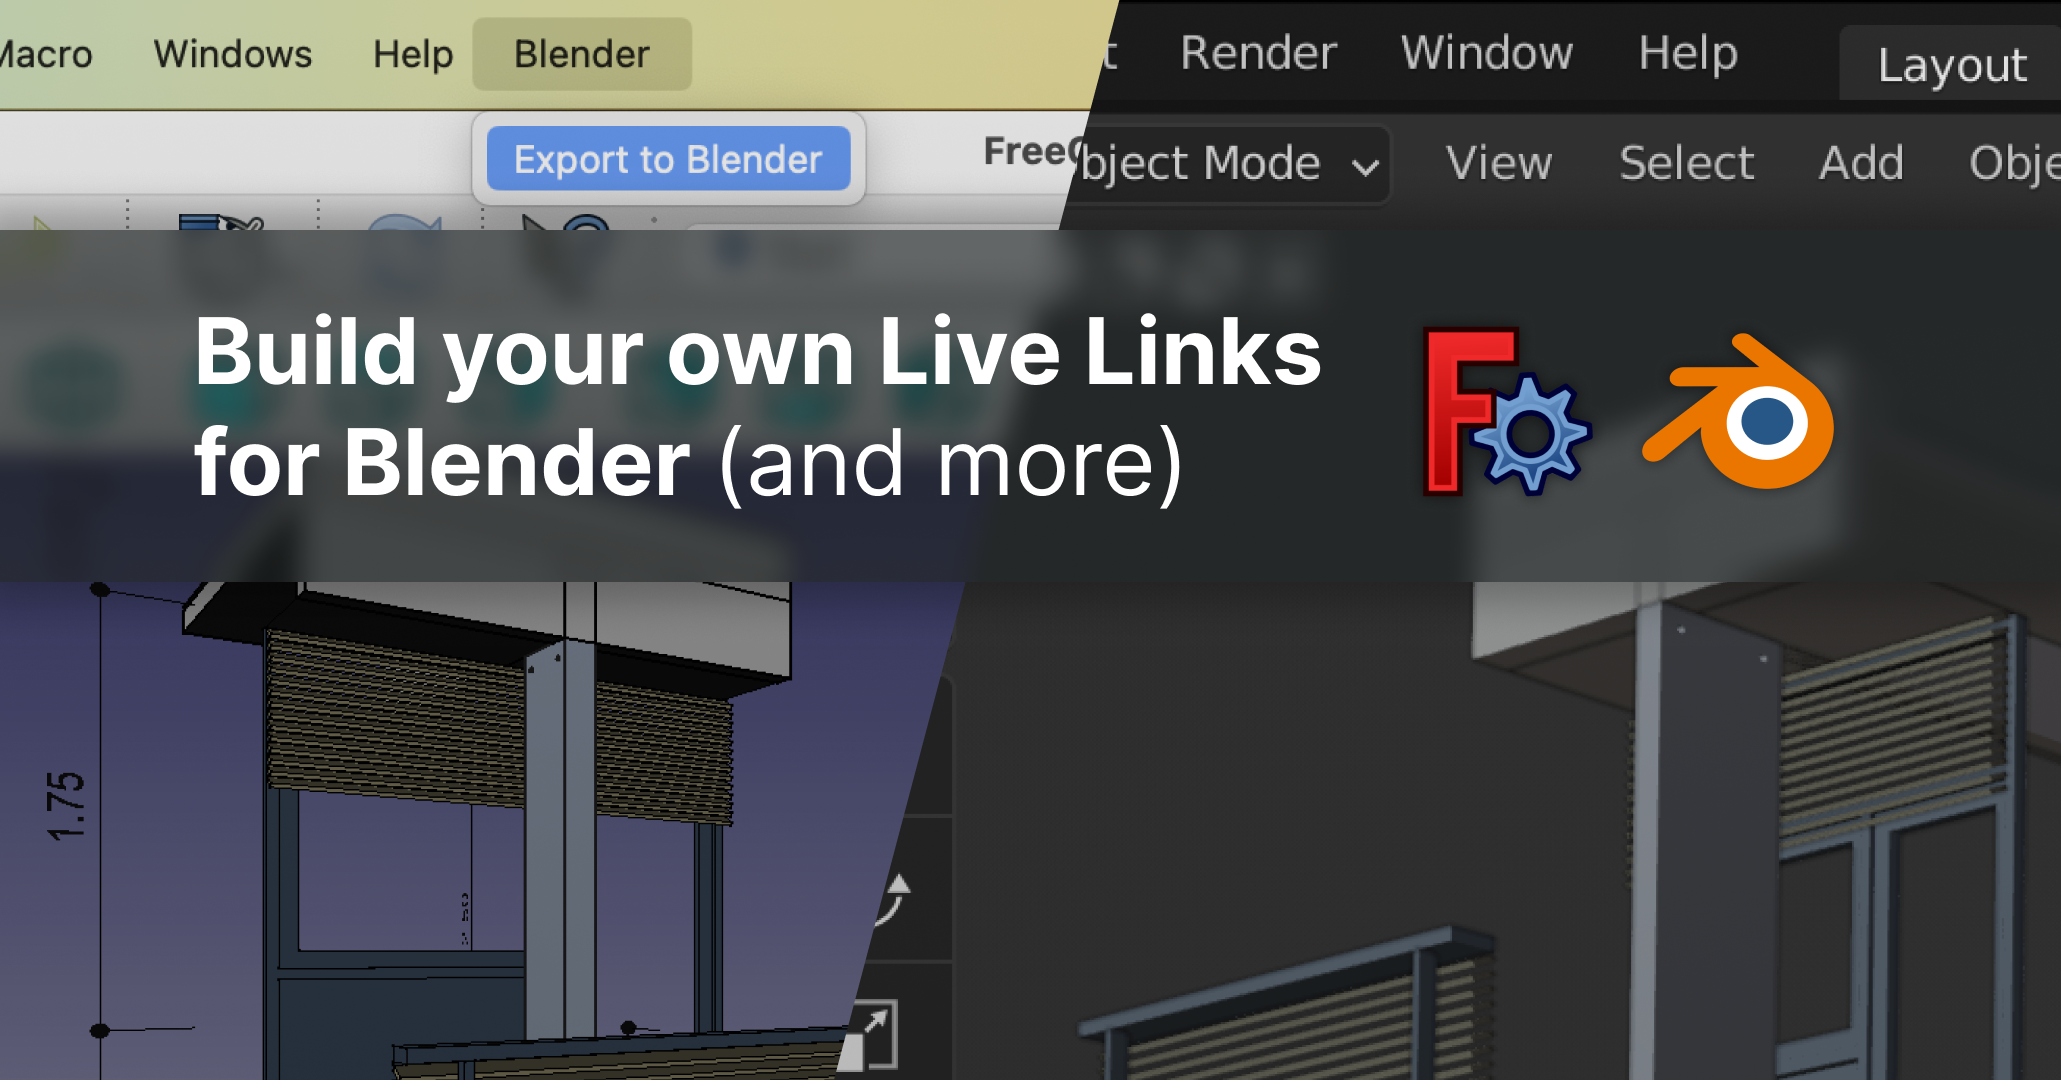 Macro Windows Help Blender
t Render Window Help Layout
Export to Blender
FreeC
bject Mode View Select Add Obje
Build your own Live Links
for Blender (and more)
1.75